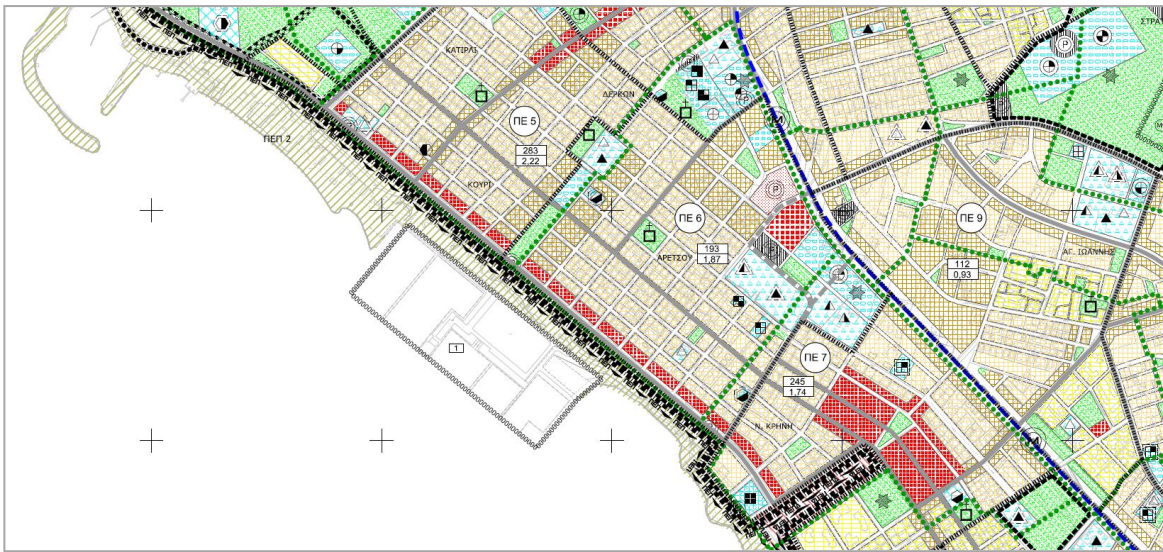 ΣΤΡΑΤ
ΚΑΤΙΡΛΙ
P
ΔΕΡΚΩΝ
ΠΕ 5
ΠΕΠ 2
283
2,22
ΚΟΥΡΙ
P
ΠΕ 6
ΠΕ 9
193
1,87
ΑΡΕΤΣΟΥ
ΑΓ. ΙΩΑΝΝΗΣ
112
0,93
1
ΠΕ 7
245
1,74
Ν. ΚΡΗΝΗ
M